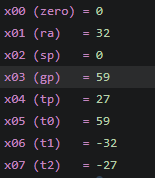 x00 (zero) = 0
x01 (ra) = 32
x02 (sp) = 0
x03 (gp) = 59
x04 (tp) = 27
x05 (t0) = 59
x06 (t1) = -32
x07 (t2) = -27